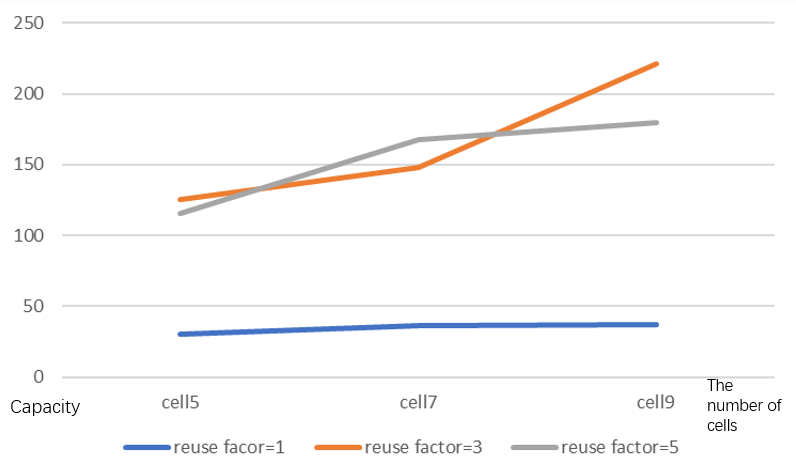 250
200
150
100
50
0
Capacity
cell5
cell7
cell9
The
number of
cells
reuse facor=1
reuse factor=3
reuse factor=5